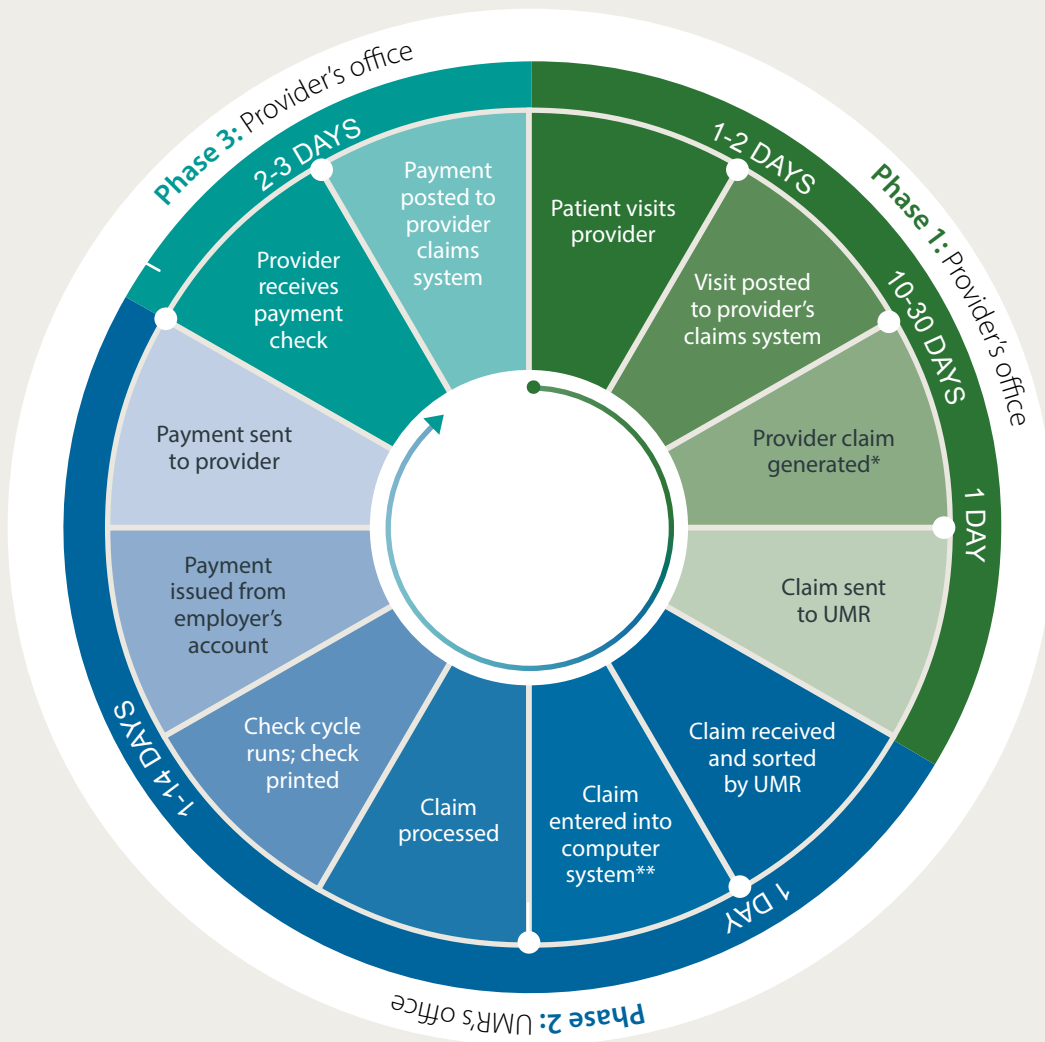 Phase 1: Provider's office
1-2 DAYS
Patient visits
provider
Visit posted
to provider's
claims system
10-30 DAYS
Provider claim
generated*
1 DAY
Claim sent
to UMR
Phase 2: UMR's office
Claim received
and sorted
by UMR
1 DAY
Claim
entered into
computer
system**
Claim
processed
1-14 DAYS
Check cycle
runs; check
printed
Payment
issued from
employer's
account
Payment sent
to provider
Phase 3: Provider's office
2-3 DAYS
Provider
receives
payment
check
Payment
posted to
provider
claims
system